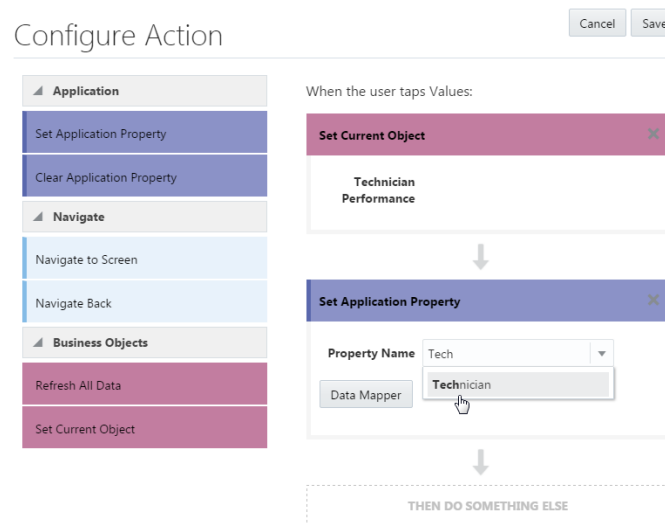 Configure Action
Cancel
Save
Application
Set Application Property
Clear Application Property
Navigate
Navigate to Screen
Navigate Back
Business Objects
Refresh All Data
Set Current Object
When the user taps Values:
Set Current Object
Technician
Performance
Set Application Property
Property Name Tech
Technician
Data Mapper
THEN DO SOMETHING ELSE